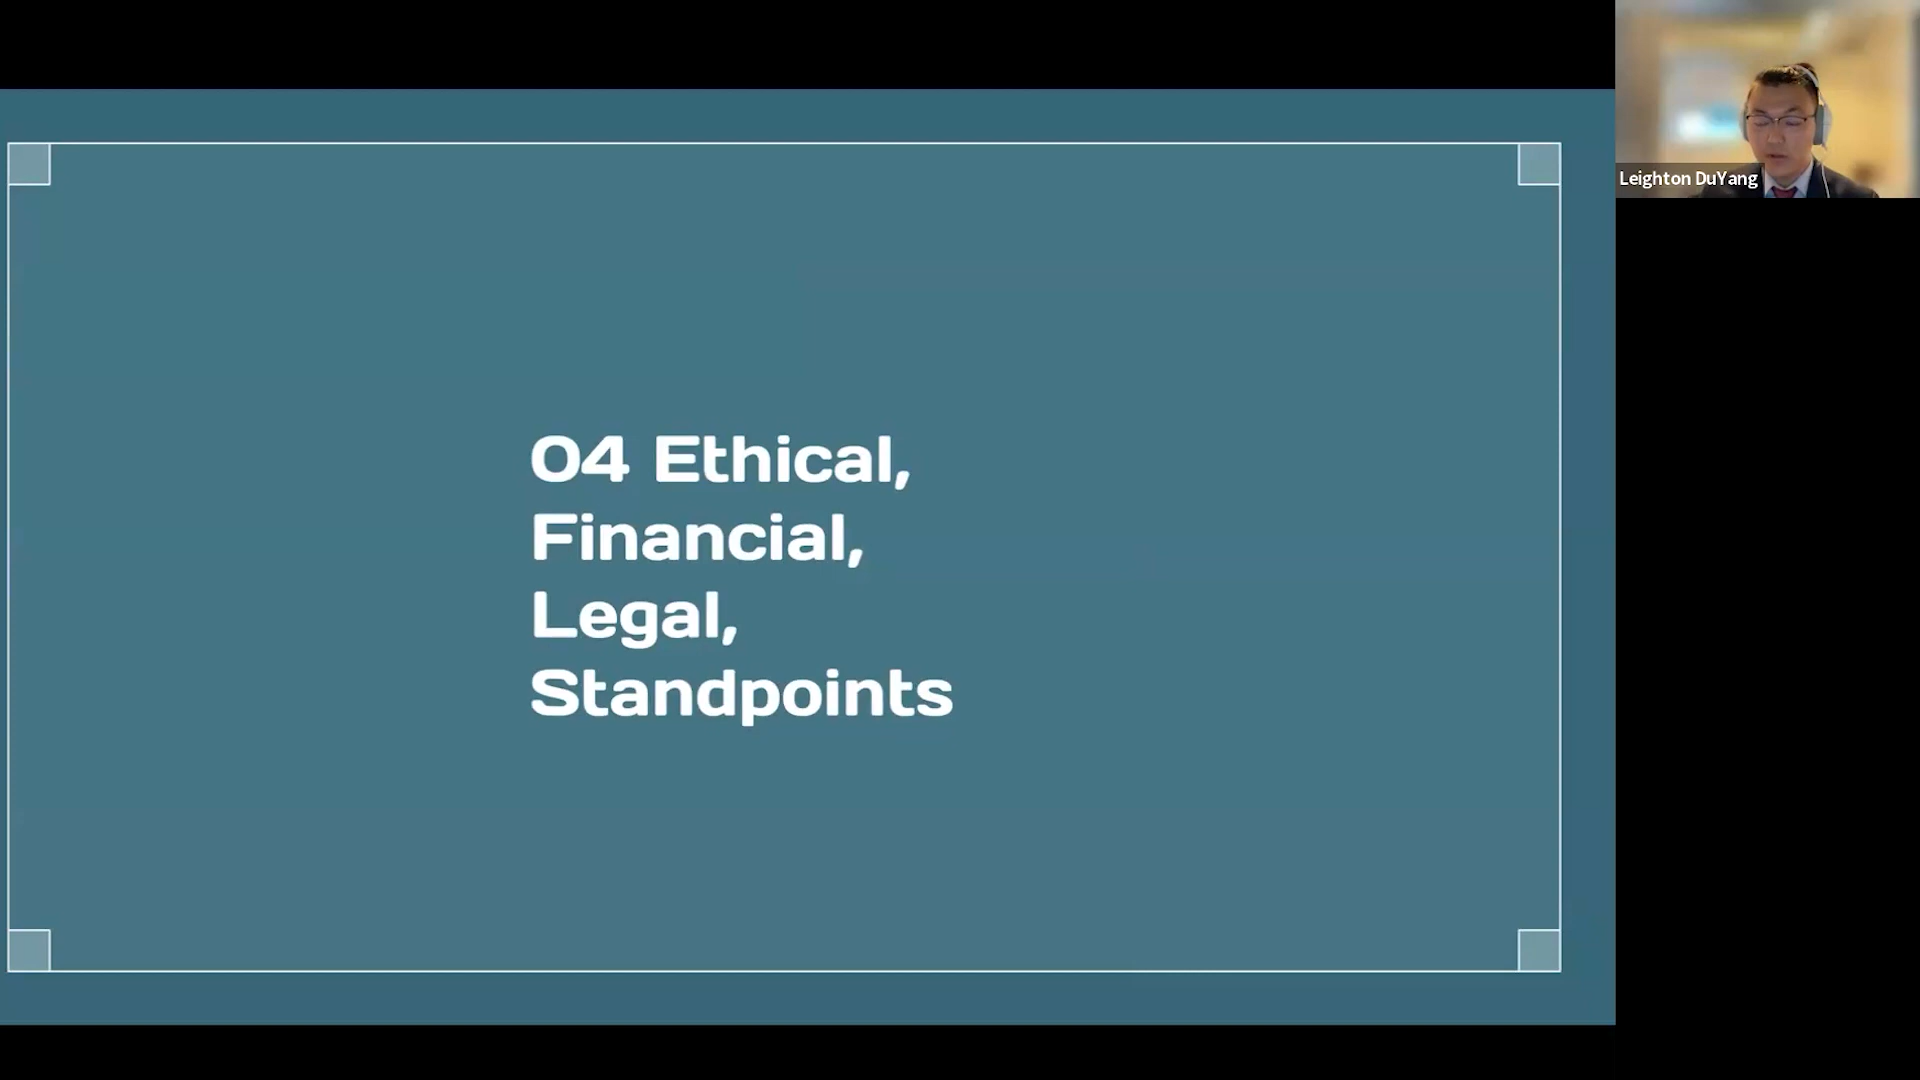 04 Ethical,
Financial,
Legal,
Standpoints
Leighton DuYang